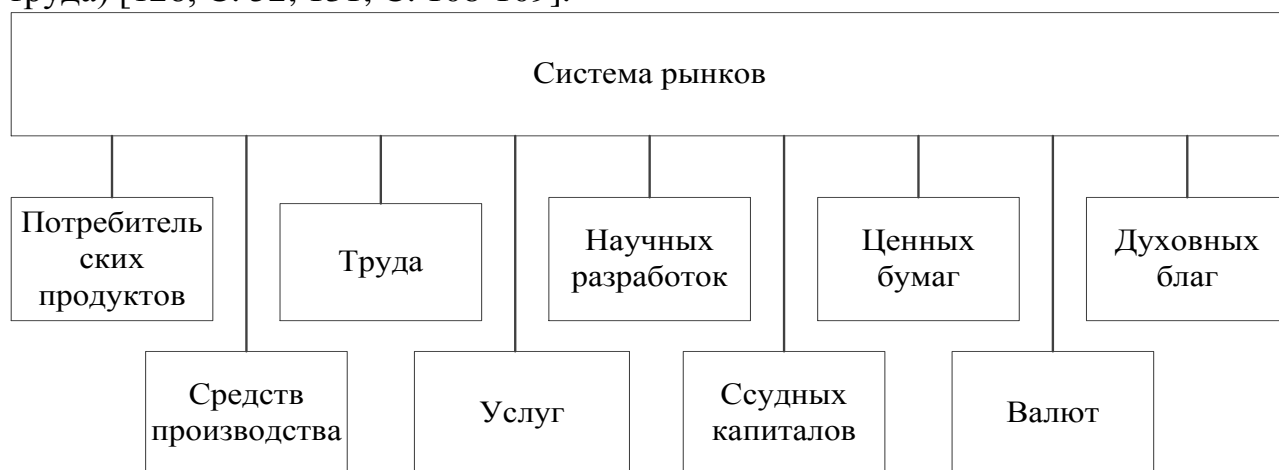 Система рынков
Потребитель
ских
продуктов
Труда
Научных
разработок
Ценных
бумаг
Духовных
благ
Средств
производства
Услуг
Ссудных
капиталов
Валют